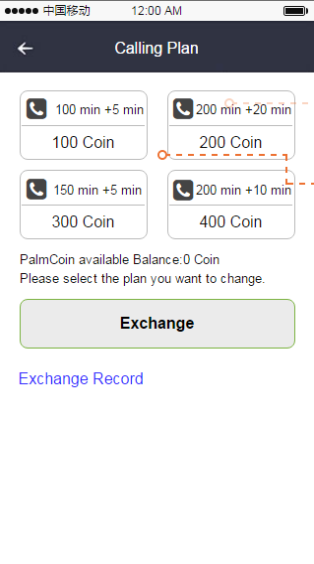 中国移动 12:00 AM
Calling Plan
100 min +5 min
200 min +20 min
100 Coin
200 Coin
150 min +5 min
200 min +10 min
300 Coin
400 Coin
PalmCoin available Balance:0 Coin
Please select the plan you want to change.
Exchange
Exchange Record